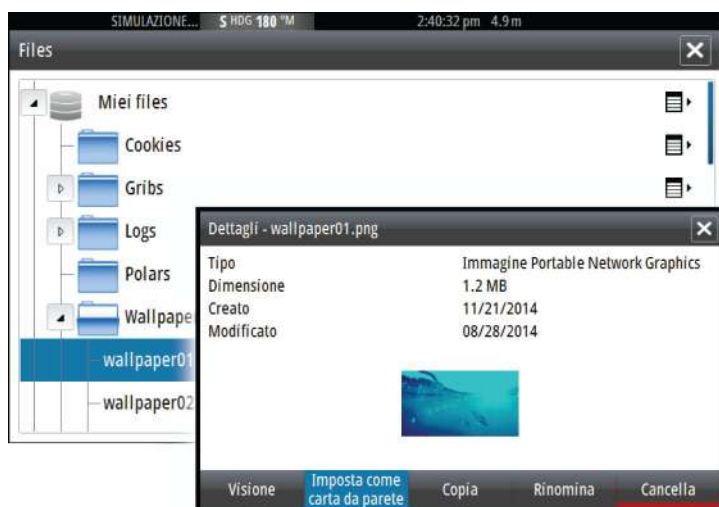 SIMULAZIONE... S HDG 180 °M 2:40:32 pm 4.9 m
Files
Miei files
Cookies
Gribs
Logs
Polars
Wallpape
wallpaper01
wallpaper02
Dettagli - wallpaper01.png
Tipo Immagine Portable Network Graphics
Dimensione 1.2 MB
Creato 11/21/2014
Modificato 08/28/2014
Visione
Imposta come
carta da parete
Copia
Rinomina
Cancella